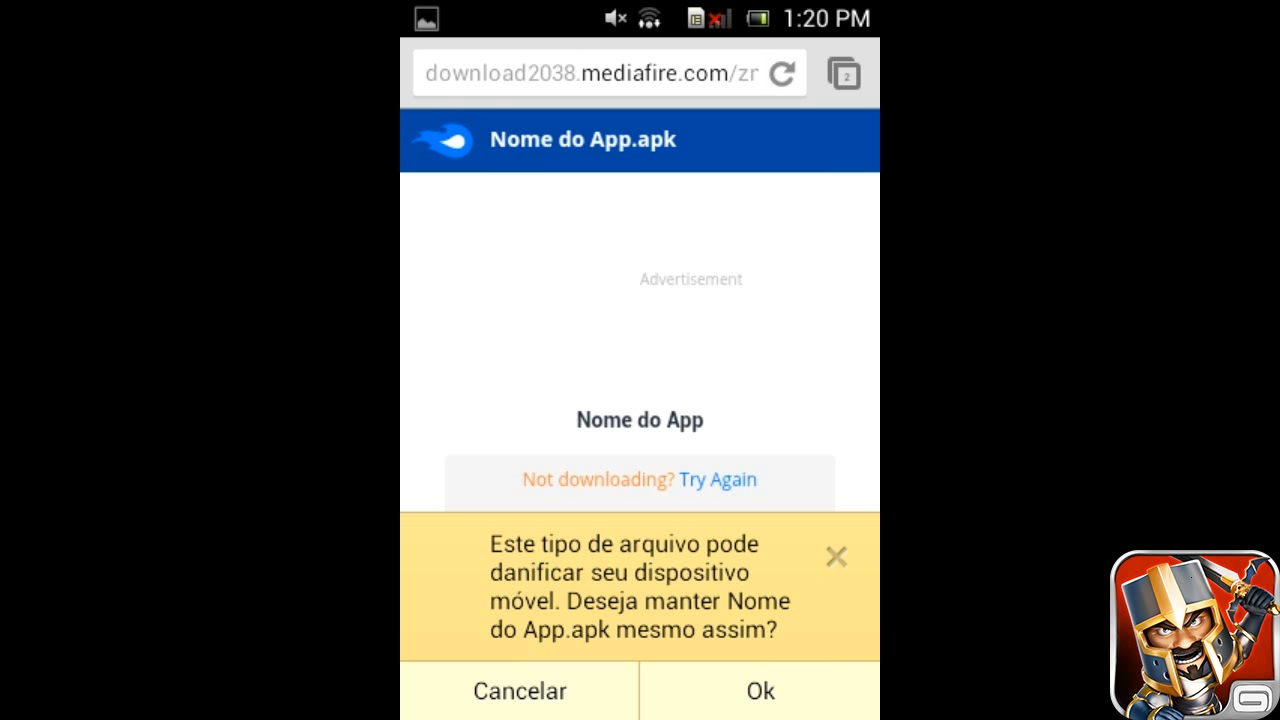 1:20 PM
download2038.mediafire.com/zr
2
Nome do App.apk
Advertisement
Nome do App
Not downloading? Try Again
Este tipo de arquivo pode
danificar seu dispositivo
móvel. Deseja manter Nome
do App.apk mesmo assim?
Cancelar
Ok